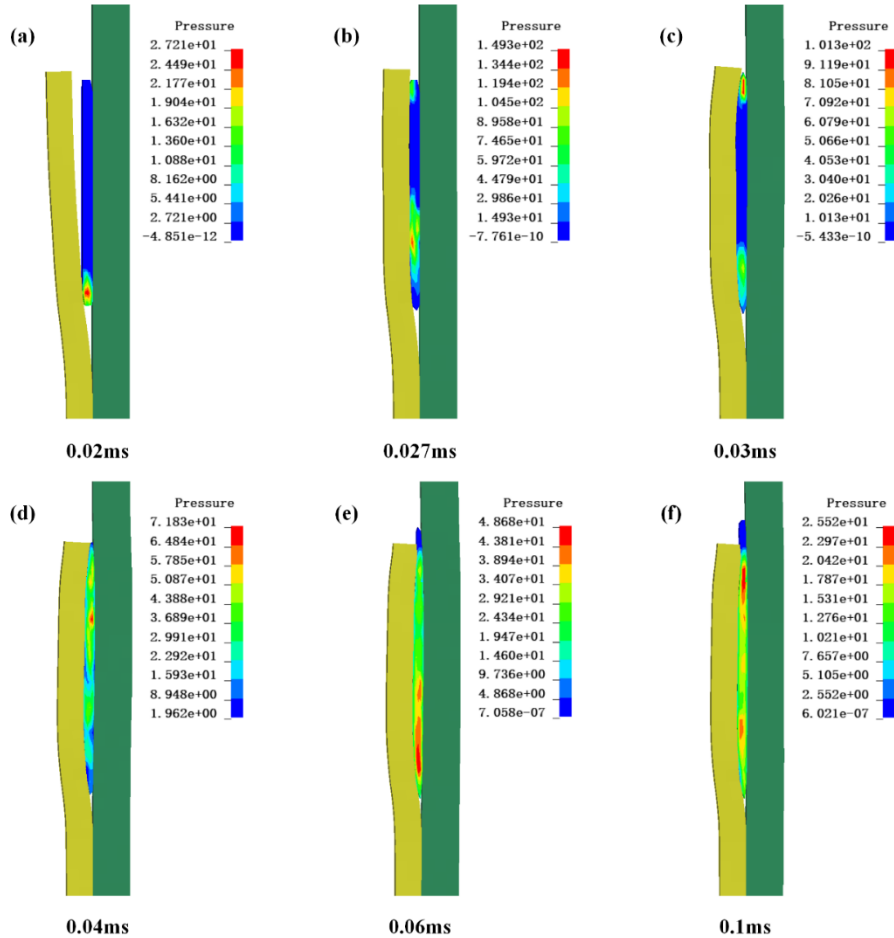 (a)
Pressure
2.721e+01
2.449e+01
2.177e+01
1.904e+01
1.632e+01
1.360e+01
1.088e+01
8.162e+00
5.441e+00
2.721e+00
-4.851e-12
0.02ms
(b)
Pressure
1.493e+02
1.344e+02
1.194e+02
1.045e+02
8.958e+01
7.465e+01
5.972e+01
4.479e+01
2.986e+01
1.493e+01
-7.761e-10
0.027ms
(c)
Pressure
1.013e+02
9.119e+01
8.105e+01
7.092e+01
6.079e+01
5.066e+01
4.053e+01
3.040e+01
2.026e+01
1.013e+01
-5.433e-10
0.03ms
(d)
Pressure
7.183e+01
6.484e+01
5.785e+01
5.087e+01
4.388e+01
3.689e+01
2.991e+01
2.292e+01
1.593e+01
8.948e+00
1.962e+00
0.04ms
(e)
Pressure
4.868e+01
4.381e+01
3.894e+01
3.407e+01
2.921e+01
2.434e+01
1.947e+01
1.460e+01
9.736e+00
4.868e+00
7.058e-07
0.06ms
(f)
Pressure
2.552e+01
2.297e+01
2.042e+01
1.787e+01
1.531e+01
1.276e+01
1.021e+01
7.657e+00
5.105e+00
2.552e+00
6.021e-07
0.1ms